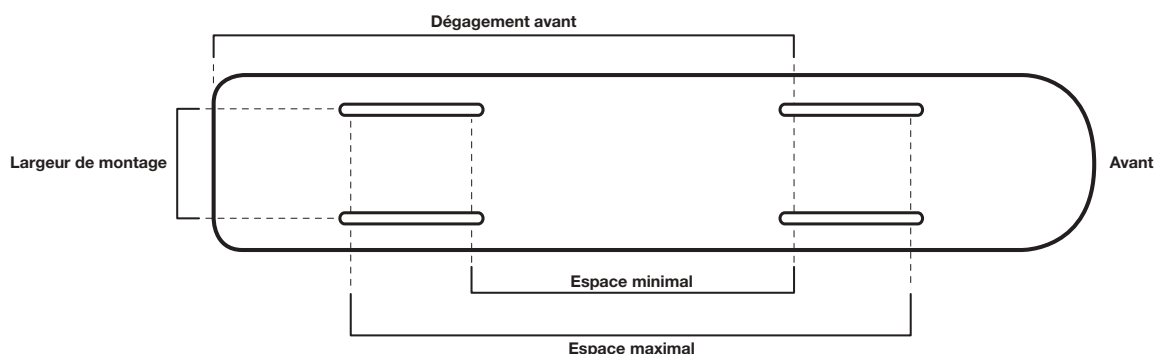 Dégagement avant
Largeur de montage
Avant
Espace minimal
Espace maximal